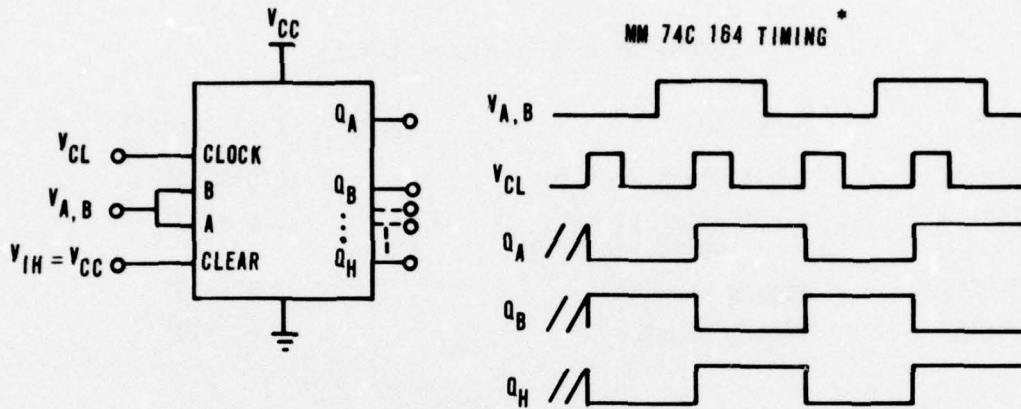 V_CC
MM 74C 164 TIMING *
Q_A
V_A, B
V_CL
CLOCK
B
Q_B
V_CL
V_A, B
A
Q_A
V_IH = V_CC
CLEAR
Q_H
Q_B
Q_H